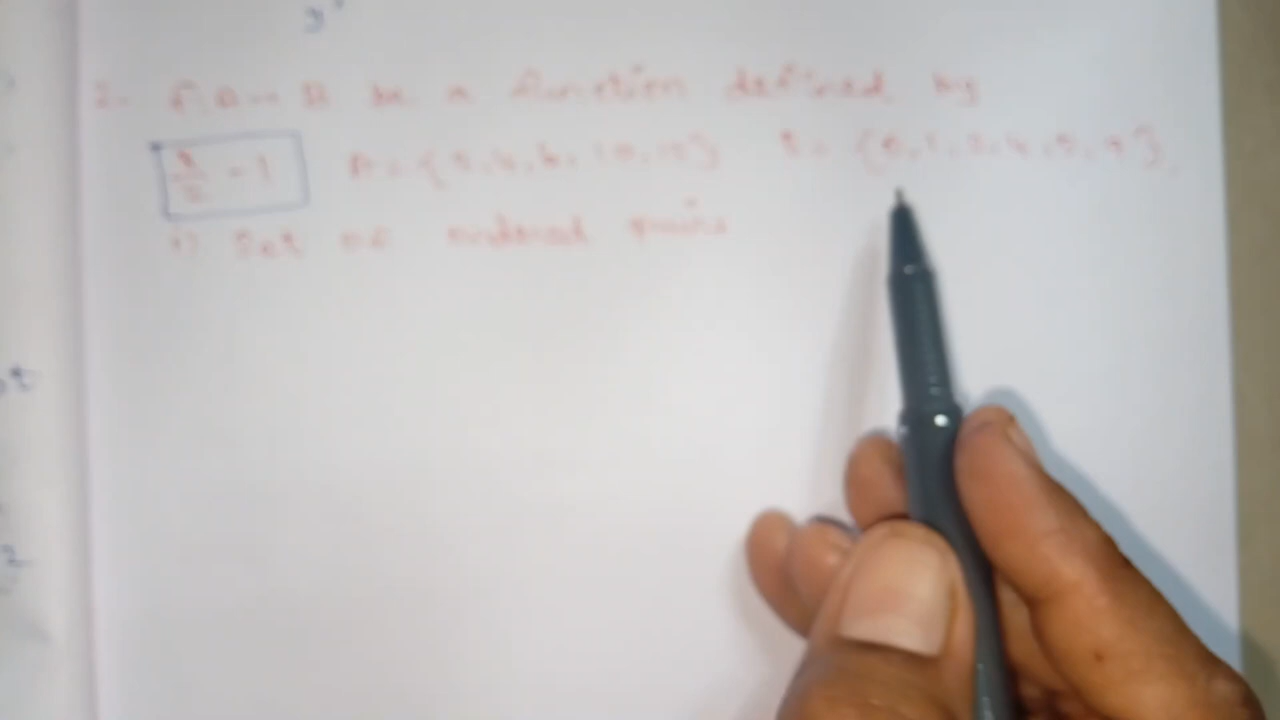 2. f: A → B be a function defined by
x/2 - 1 A = {2, 4, 6, 10, 12} B = {0, 1, 2, 4, 5, 9}
i) Set of ordered pairs